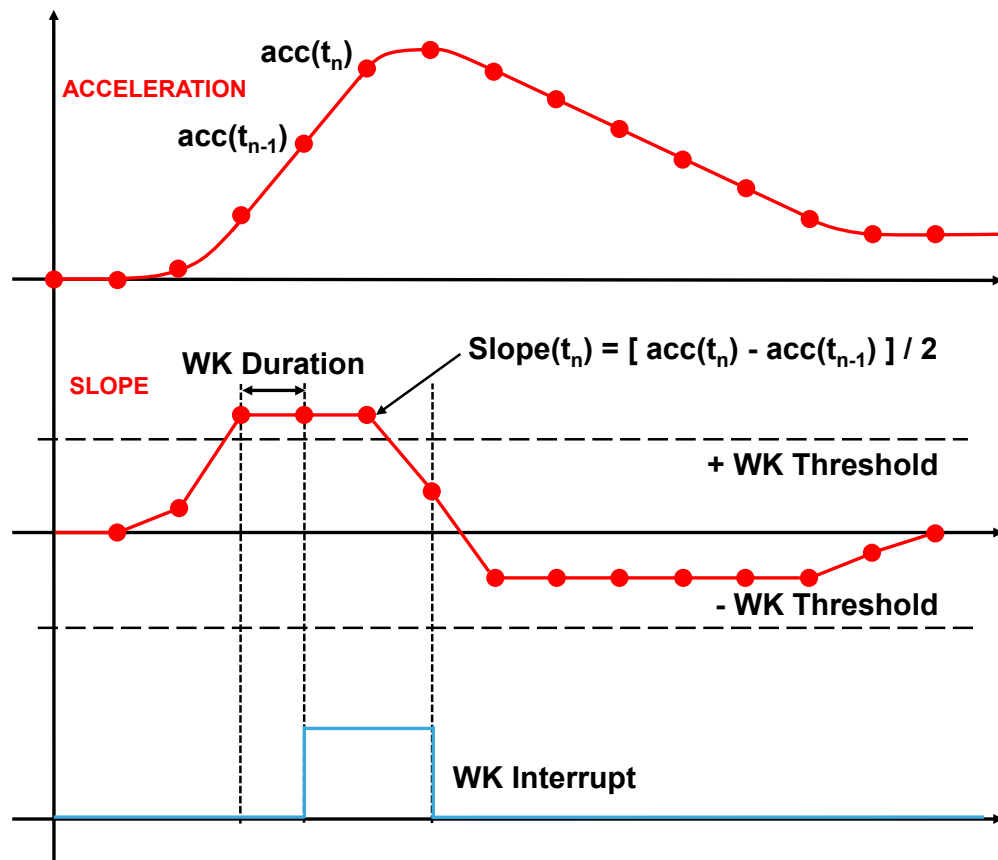 acc(tₙ)
ACCELERATION
acc(tₙ₋₁)
Slope(tₙ) = [ acc(tₙ) - acc(tₙ₋₁) ] / 2
WK Duration
SLOPE
+ WK Threshold
- WK Threshold
WK Interrupt